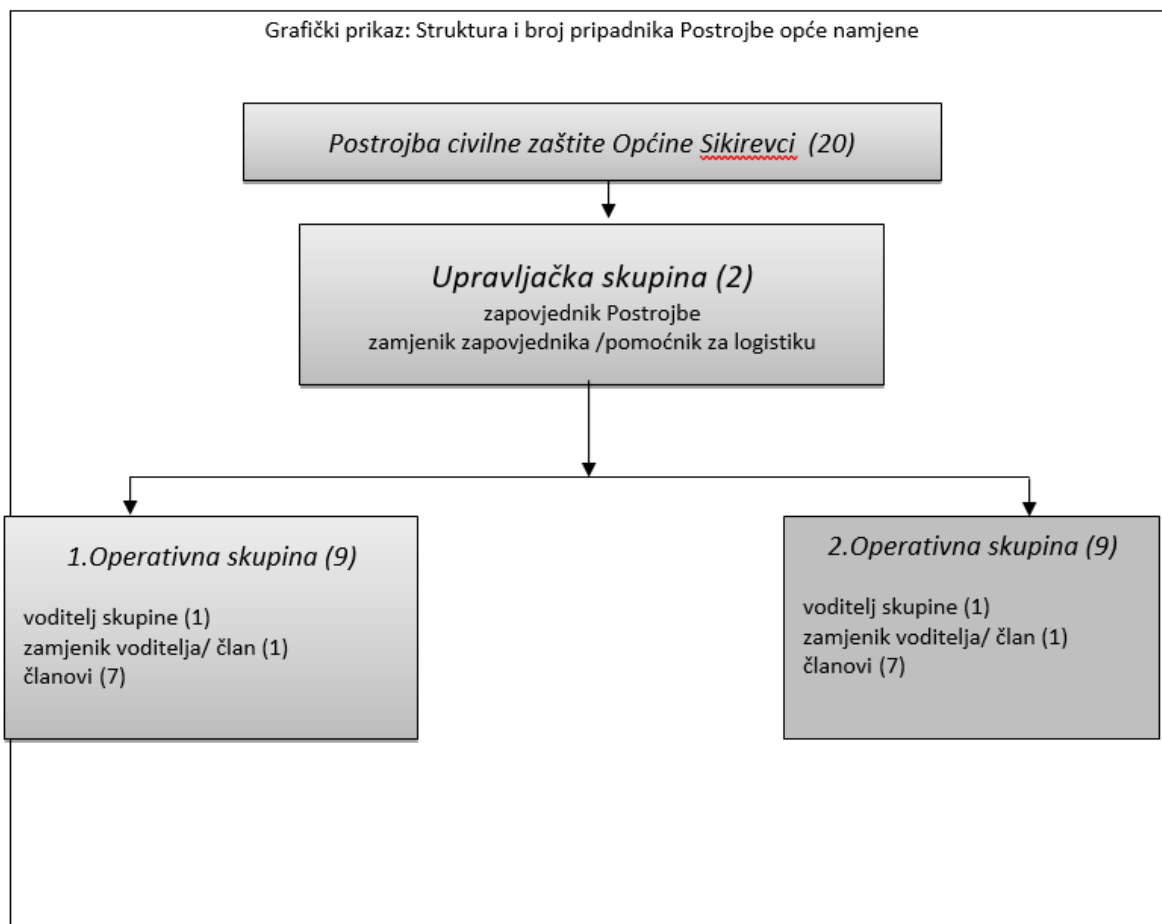 Grafički prikaz: Struktura i broj pripadnika Postrojbe opće namjene
Postrojba civilne zaštite Općine Sikirevci (20)
Upravljačka skupina (2)
zapovjednik Postrojbe
zamjenik zapovjednika /pomoćnik za logistiku
1.Operativna skupina (9)
voditelj skupine (1)
zamjenik voditelja/ član (1)
članovi (7)
2.Operativna skupina (9)
voditelj skupine (1)
zamjenik voditelja/ član (1)
članovi (7)